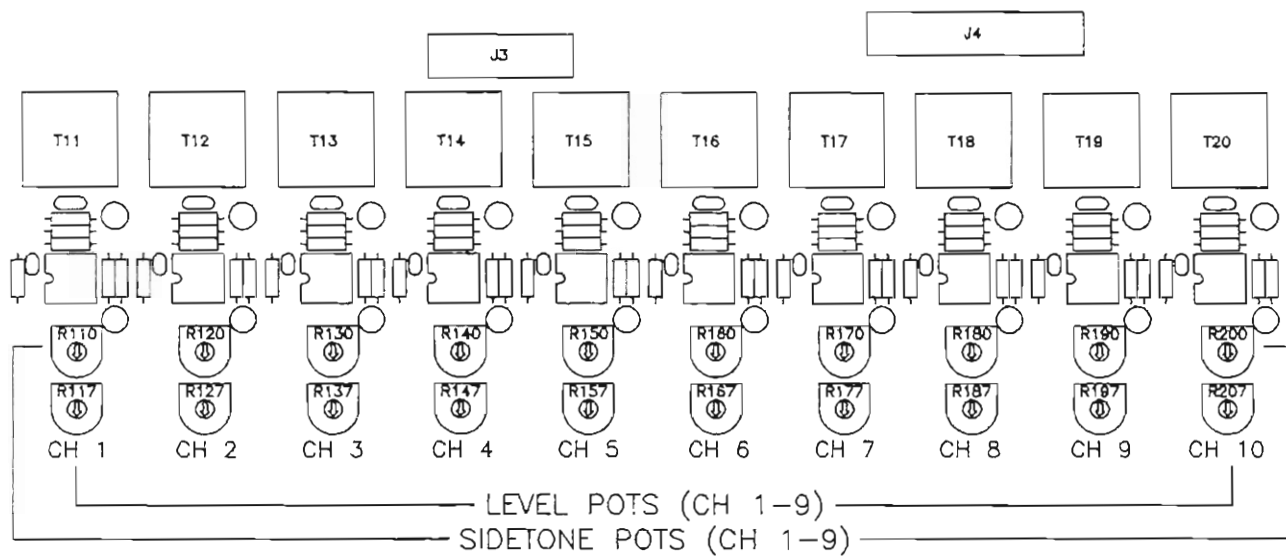 J4
J3
T11 T12 T13 T14 T15 T16 T17 T18 T19 T20
R110 R120 R130 R140 R150 R160 R170 R180 R190 R200
R117 R127 R137 R147 R157 R167 R177 R187 R197 R207
CH 1 CH 2 CH 3 CH 4 CH 5 CH 6 CH 7 CH 8 CH 9 CH 10
LEVEL POTS (CH 1-9)
SIDETONE POTS (CH 1-9)